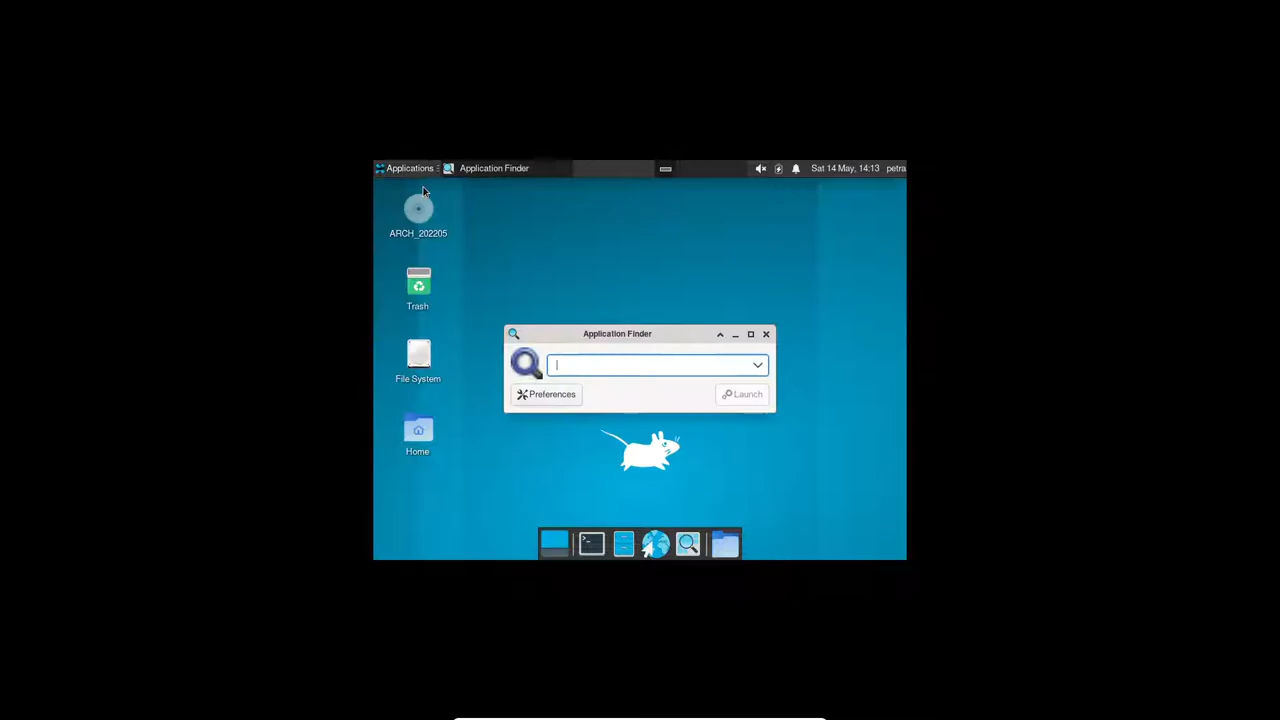 Applications Application Finder Sat 14 May, 14:13 petra
ARCH_202205
Trash
File System
Home
Application Finder
Preferences Launch